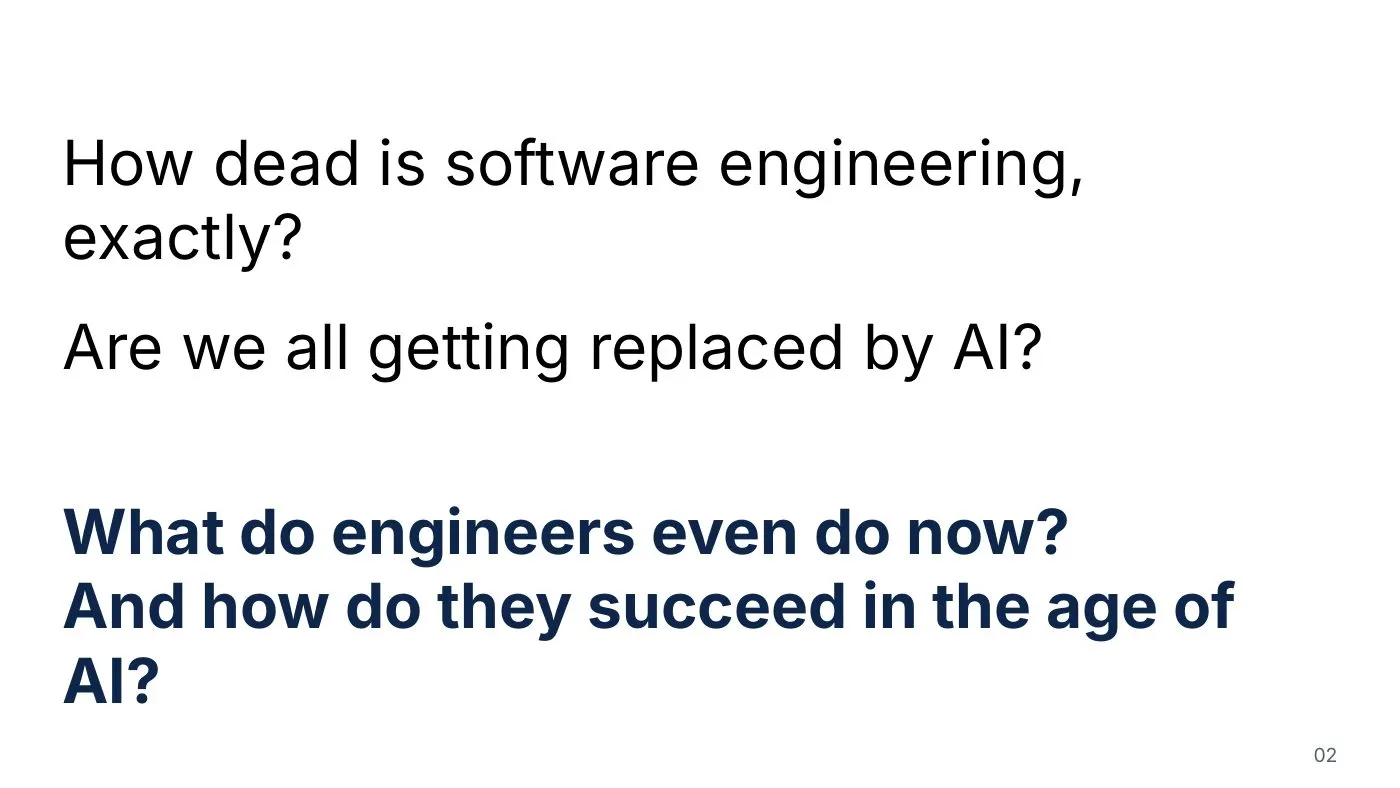 How dead is software engineering,
exactly?
Are we all getting replaced by AI?
What do engineers even do now?
And how do they succeed in the age of
AI?
02